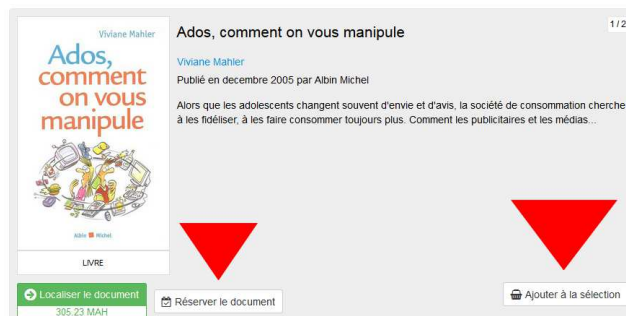 Viviane Mahler
Ados,
comment
on vous
manipule
Albin Michel
LIVRE
Ados, comment on vous manipule
1 / 2
Viviane Mahler
Publié en decembre 2005 par Albin Michel
Alors que les adolescents changent souvent d'envie et d'avis, la société de consommation cherche
à les fidéliser, à les faire consommer toujours plus. Comment les publicitaires et les médias...
Localiser le document
305.23 MAH
Réserver le document
Ajouter à la sélection